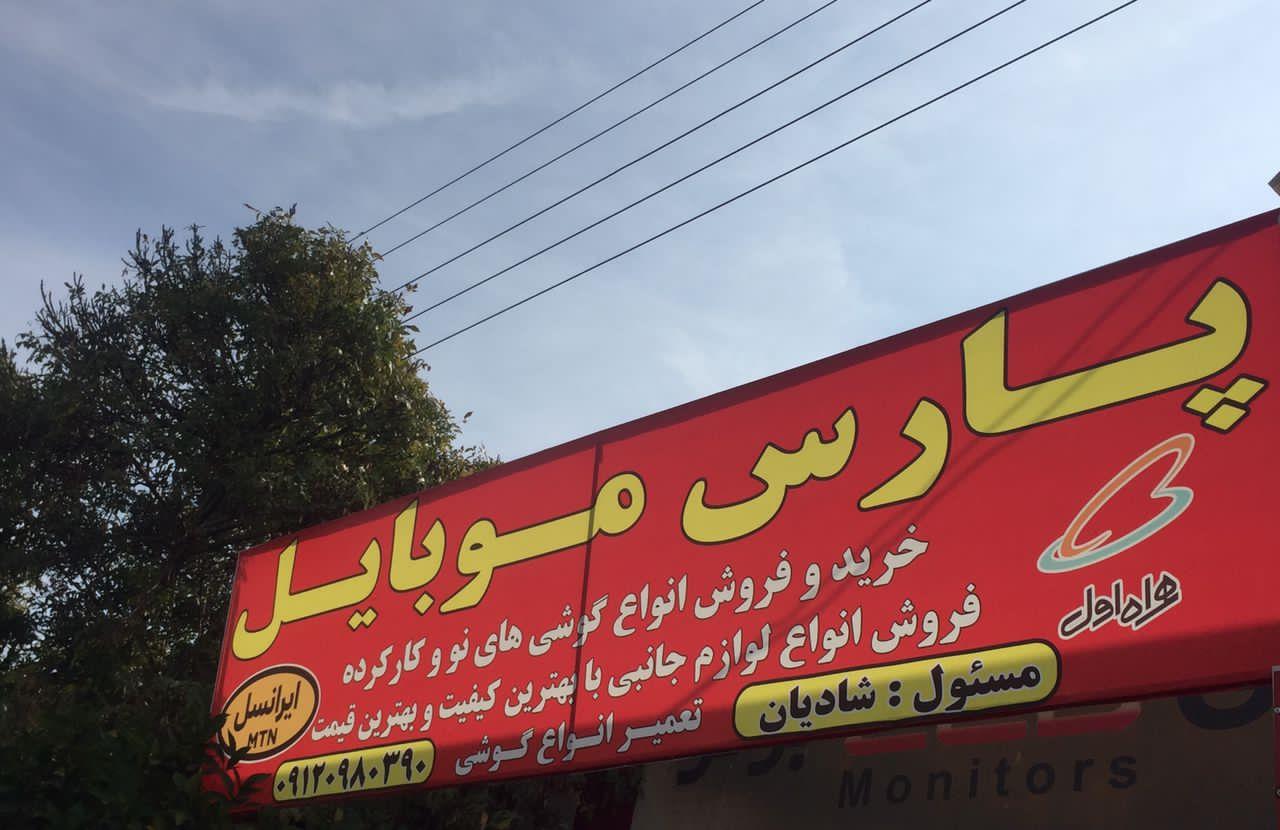 پارس موبایل
خرید و فروش انواع گوشی های نو و کارکرده
فروش انواع لوازم جانبی با بهترین کیفیت و بهترین قیمت
تعمیر انواع گوشی
مسئول : شادیان
همراه اول
ایرانسل
MTN
۰۹۱۲۰۹۸۰۳۹۰
Monitors